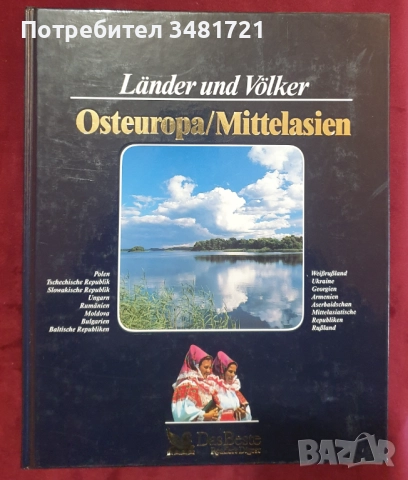 Потребител 3481721
Länder und Völker
Osteuropa/Mittelasien
Polen
Tschechische Republik
Slowakische Republik
Ungarn
Rumänien
Moldova
Bulgarien
Baltische Republiken
Weißrußland
Ukraine
Georgien
Armenien
Aserbaidschan
Mittelasiatische
Republiken
Rußland
Das Beste
BAZAR